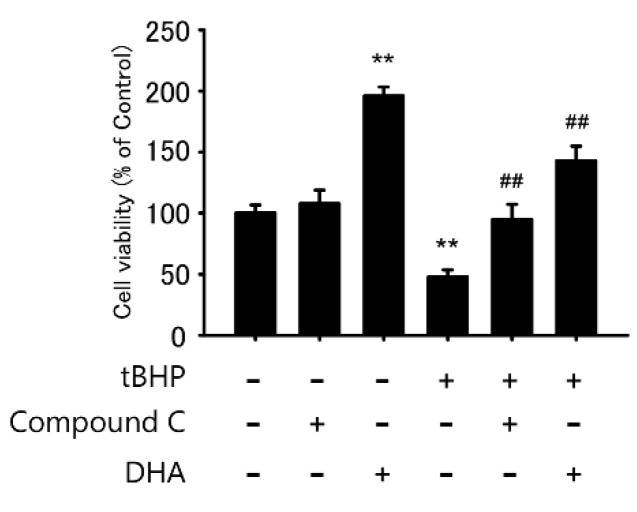 250
200
150
100
50
0
Cell viability (% of Control)
**
**
##
##
tBHP - - - + + +
Compound C - + - - + -
DHA - - + - - +